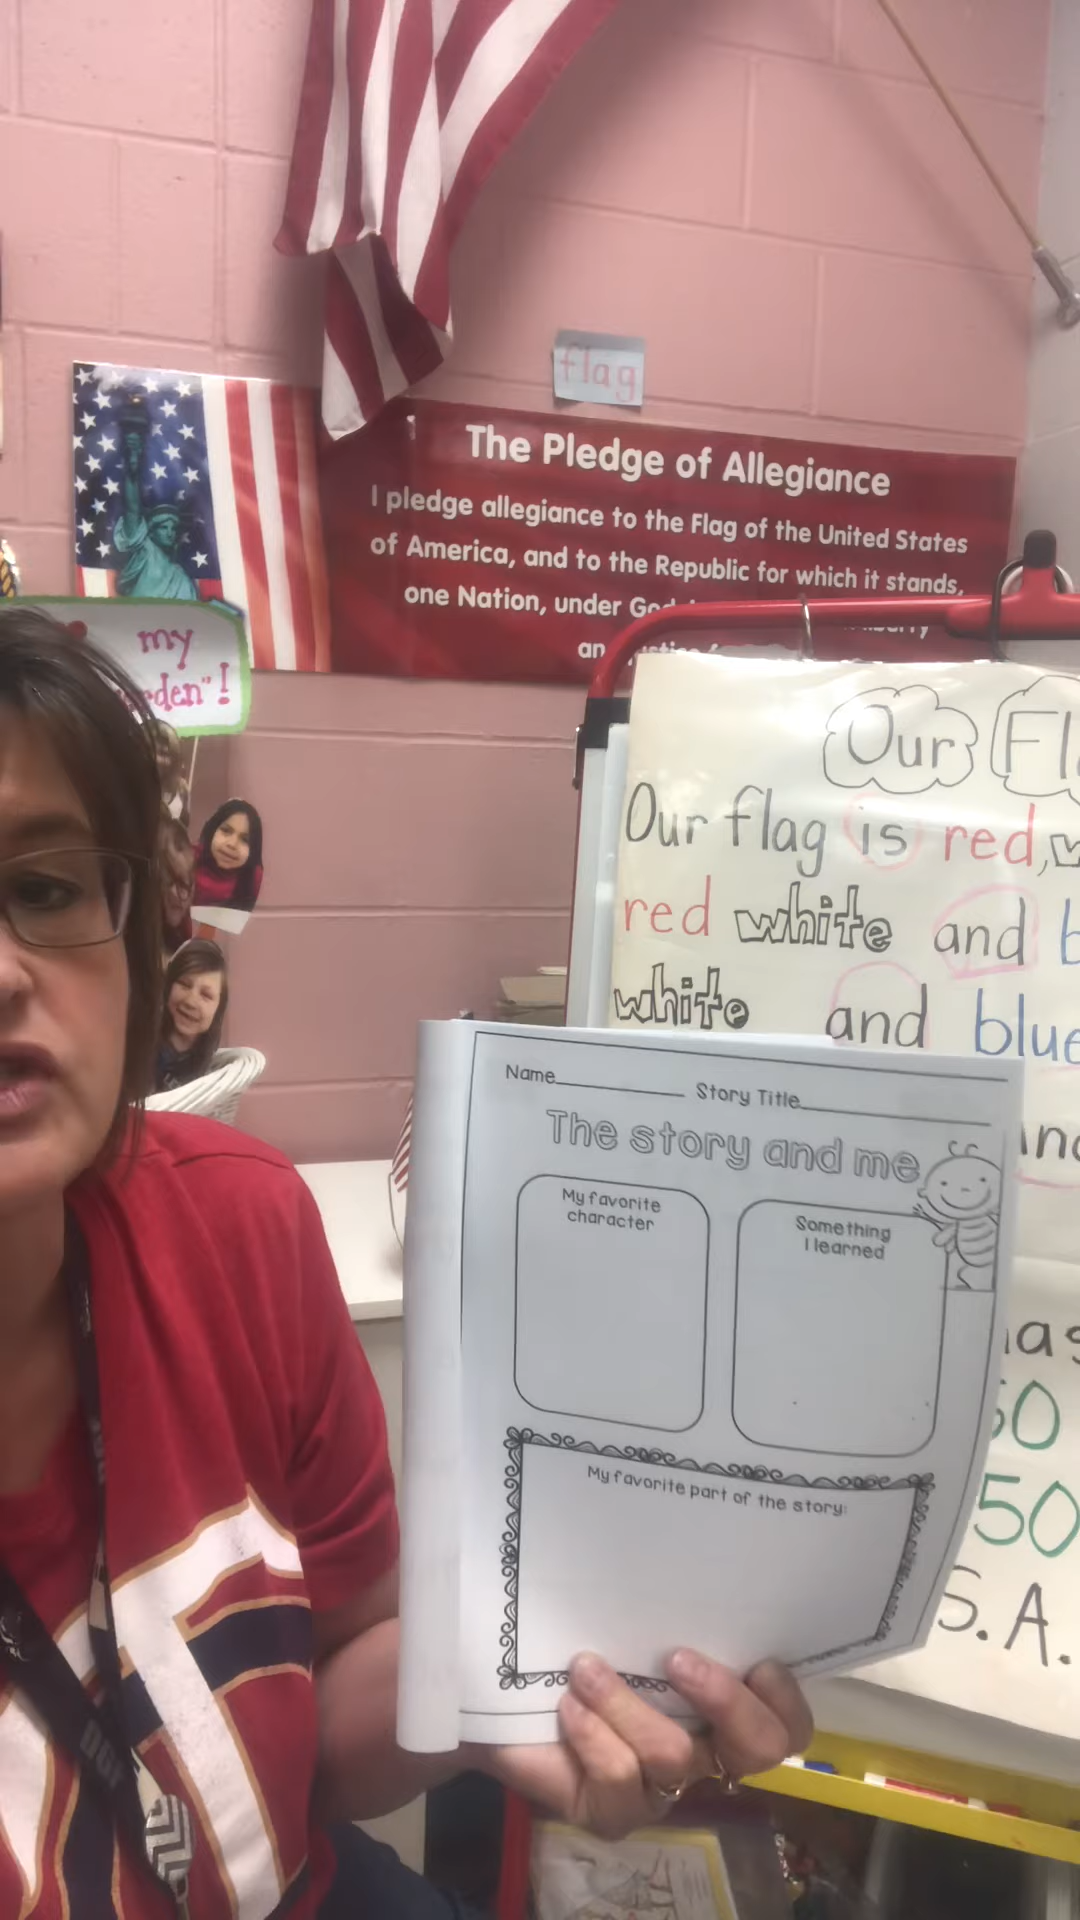 flag
The Pledge of Allegiance
I pledge allegiance to the Flag of the United States
of America, and to the Republic for which it stands,
one Nation, under God
my
Our
Our flag is red,
red white and
white and blue
50
50
S.A.
Name Story Title
The story and me
My favorite
character
Something
I learned
My favorite part of the story: